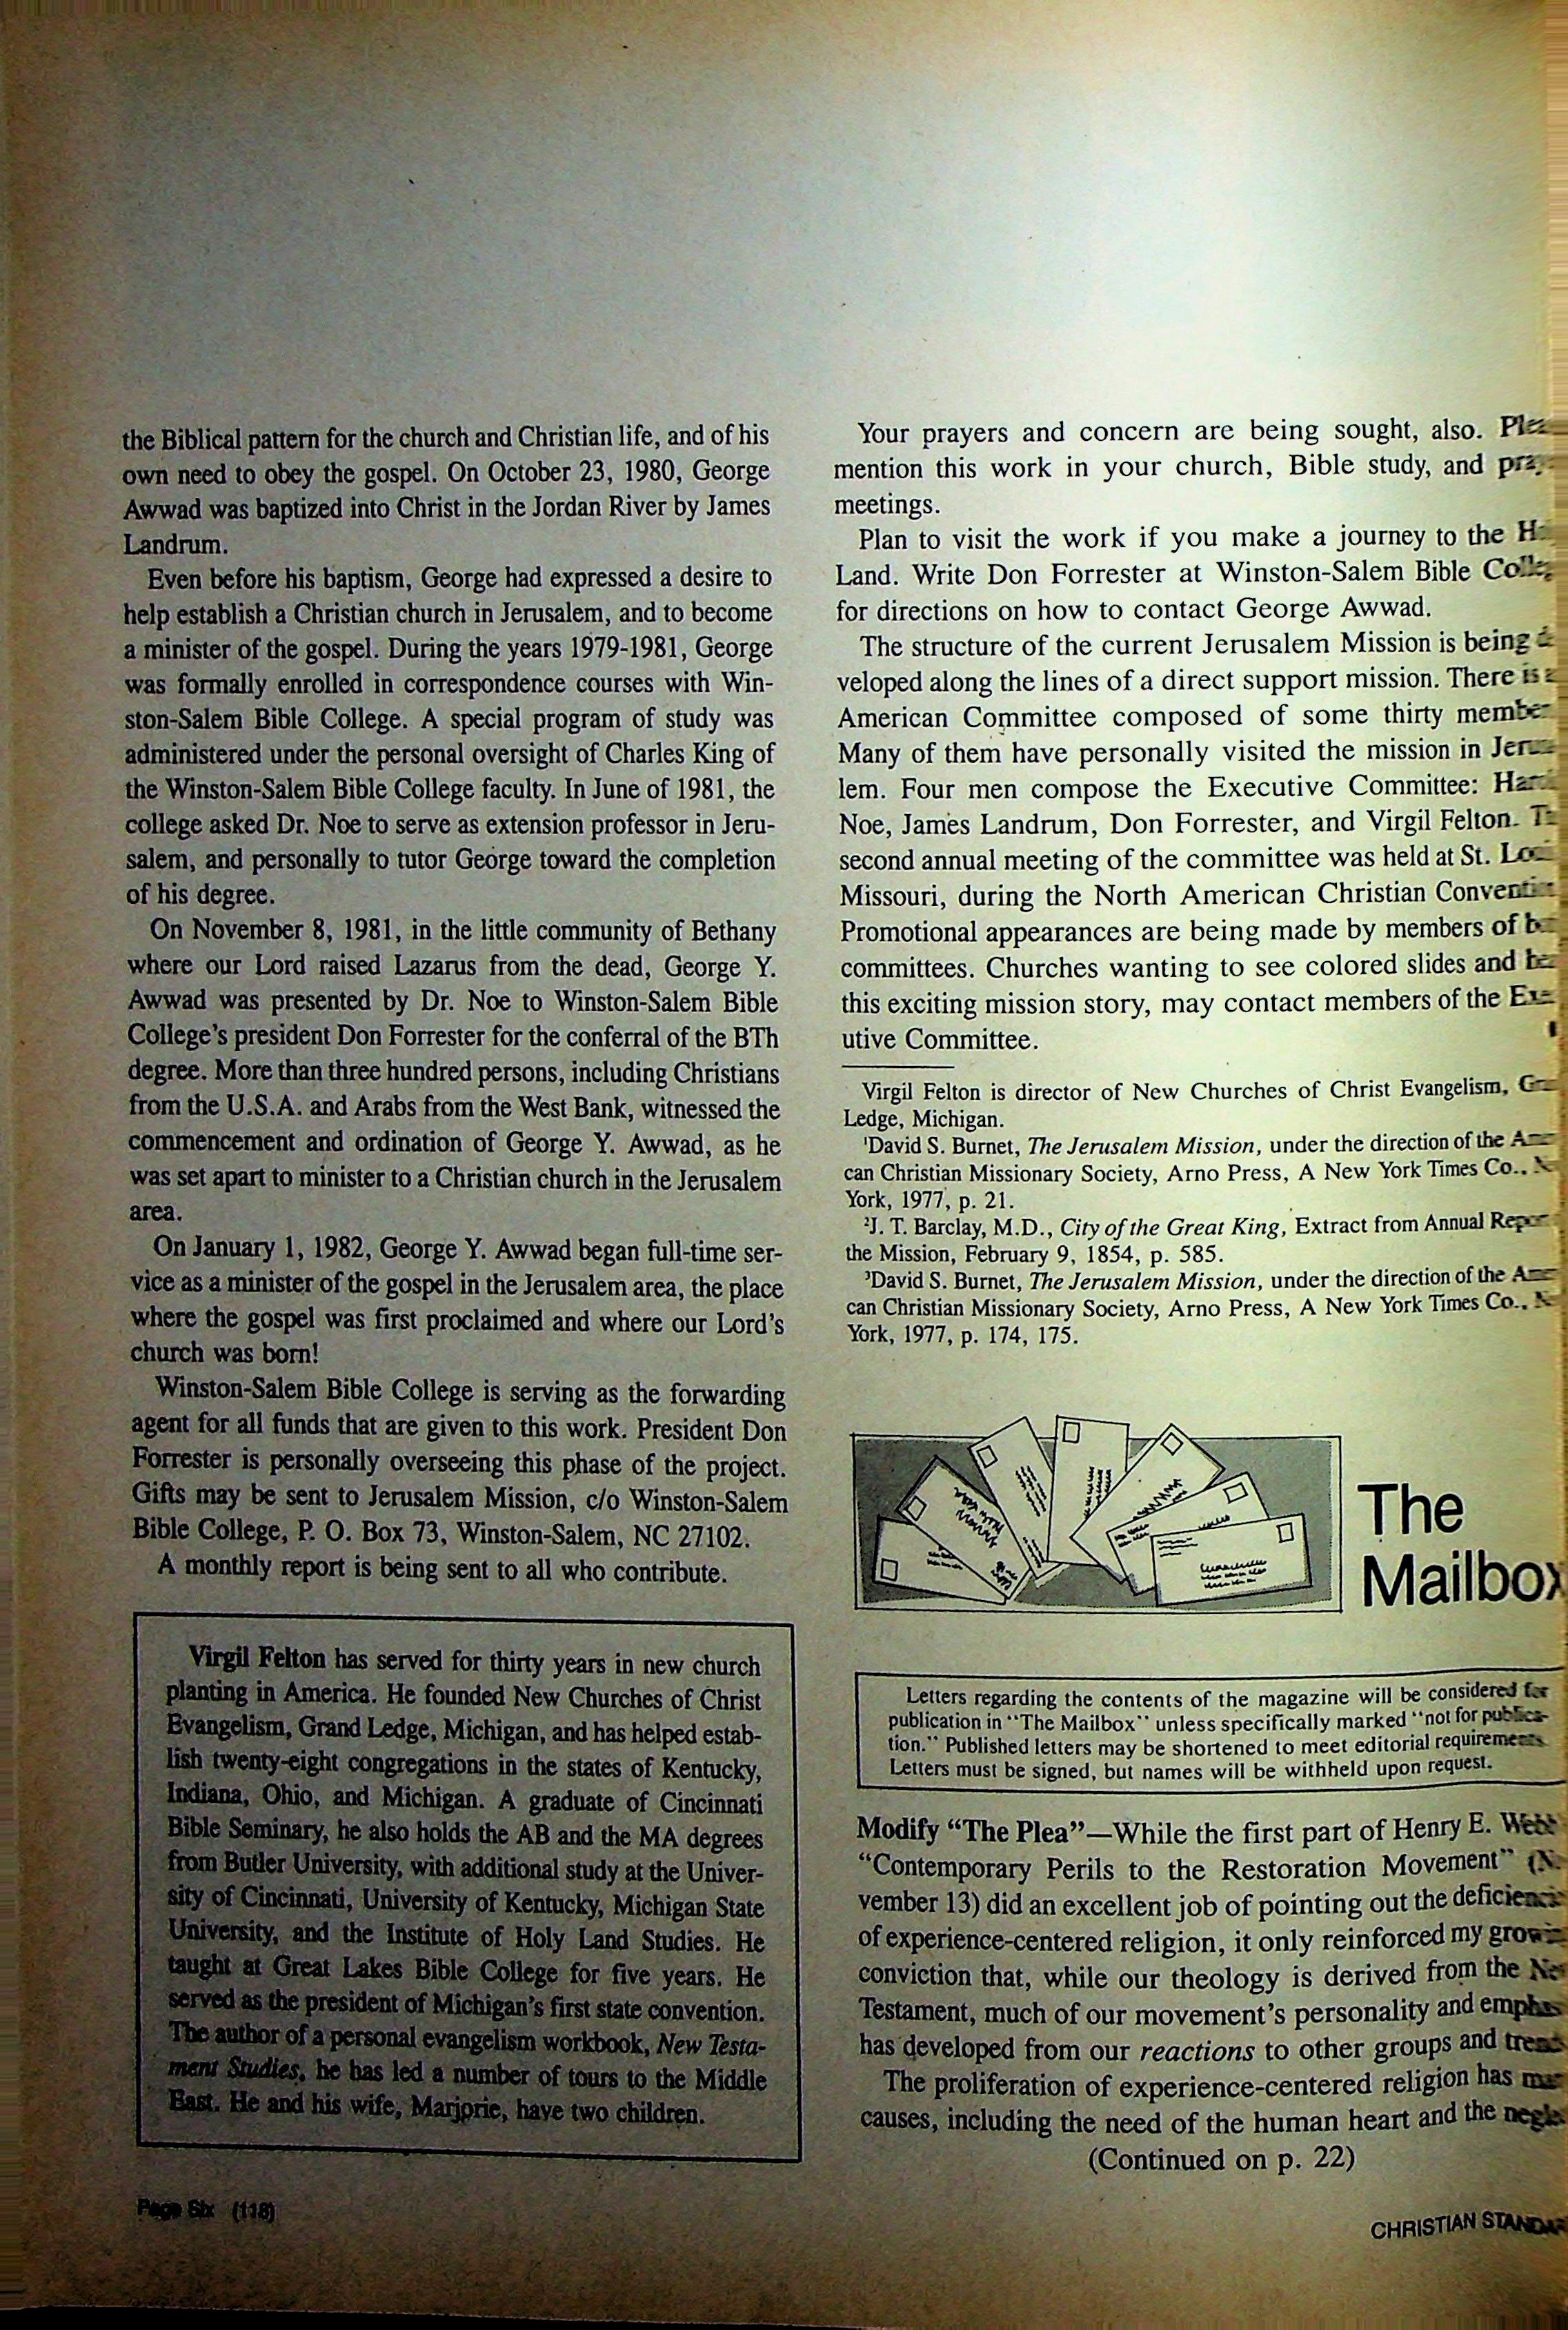 the Biblical pattern for the church and Christian life, and of his
own need to obey the gospel. On October 23, 1980, George
Awwad was baptized into Christ in the Jordan River by James
Landrum.
Even before his baptism, George had expressed a desire to
help establish a Christian church in Jerusalem, and to become
a minister of the gospel. During the years 1979-1981, George
was formally enrolled in correspondence courses with Win-
ston-Salem Bible College. A special program of study was
administered under the personal oversight of Charles King of
the Winston-Salem Bible College faculty. In June of 1981, the
college asked Dr. Noe to serve as extension professor in Jeru-
salem, and personally to tutor George toward the completion
of his degree.
On November 8, 1981, in the little community of Bethany
where our Lord raised Lazarus from the dead, George Y.
Awwad was presented by Dr. Noe to Winston-Salem Bible
College's president Don Forrester for the conferral of the BTh
degree. More than three hundred persons, including Christians
from the U.S.A. and Arabs from the West Bank, witnessed the
commencement and ordination of George Y. Awwad, as he
was set apart to minister to a Christian church in the Jerusalem
area.
On January 1, 1982, George Y. Awwad began full-time ser-
vice as a minister of the gospel in the Jerusalem area, the place
where the gospel was first proclaimed and where our Lord's
church was born!
Winston-Salem Bible College is serving as the forwarding
agent for all funds that are given to this work. President Don
Forrester is personally overseeing this phase of the project.
Gifts may be sent to Jerusalem Mission, c/o Winston-Salem
Bible College, P. O. Box 73, Winston-Salem, NC 27102.
A monthly report is being sent to all who contribute.
Virgil Felton has served for thirty years in new church
planting in America. He founded New Churches of Christ
Evangelism, Grand Ledge, Michigan, and has helped estab-
lish twenty-eight congregations in the states of Kentucky,
Indiana, Ohio, and Michigan. A graduate of Cincinnati
Bible Seminary, he also holds the AB and the MA degrees
from Butler University, with additional study at the Univer-
sity of Cincinnati, University of Kentucky, Michigan State
University, and the Institute of Holy Land Studies. He
taught at Great Lakes Bible College for five years. He
served as the president of Michigan's first state convention.
The author of a personal evangelism workbook, New Testa-
ment Studies, he has led a number of tours to the Middle
East. He and his wife, Marjorie, have two children.
Page Six (118)
Your prayers and concern are being sought, also.
mention this work in your church, Bible study, and
meetings.
Plan to visit the work if you make a journey to the
Land. Write Don Forrester at Winston-Salem Bible
for directions on how to contact George Awwad.
The structure of the current Jerusalem Mission is being
veloped along the lines of a direct support mission. There is
American Committee composed of some thirty
Many of them have personally visited the mission in
lem. Four men compose the Executive Committee:
Noe, James Landrum, Don Forrester, and Virgil Felton.
second annual meeting of the committee was held at St.
Missouri, during the North American Christian
Promotional appearances are being made by members of
committees. Churches wanting to see colored slides and
this exciting mission story, may contact members of the
utive Committee.
Virgil Felton is director of New Churches of Christ Evangelism,
Ledge, Michigan.
¹David S. Burnet, The Jerusalem Mission, under the direction of the
can Christian Missionary Society, Arno Press, A New York Times Co.,
York, 1977, p. 21.
²J. T. Barclay, M.D., City of the Great King, Extract from Annual
the Mission, February 9, 1854, p. 585.
³David S. Burnet, The Jerusalem Mission, under the direction of the
can Christian Missionary Society, Arno Press, A New York Times Co.,
York, 1977, p. 174, 175.
The
Mailbox
Letters regarding the contents of the magazine will be considered for
publication in "The Mailbox" unless specifically marked "not for publica-
tion." Published letters may be shortened to meet editorial requirements.
Letters must be signed, but names will be withheld upon request.
Modify "The Plea"—While the first part of Henry E.
"Contemporary Perils to the Restoration Movement"
vember 13) did an excellent job of pointing out the
of experience-centered religion, it only reinforced my
conviction that, while our theology is derived from the
Testament, much of our movement's personality and
has developed from our reactions to other groups and
The proliferation of experience-centered religion has
causes, including the need of the human heart and the
(Continued on p. 22)
CHRISTIAN